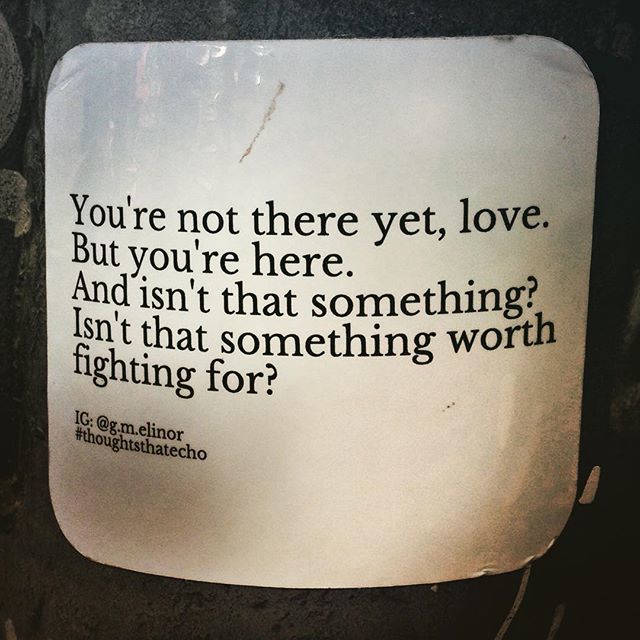 You're not there yet, love.
But you're here.
And isn't that something?
Isn't that something worth
fighting for?
IG: @g.m.elinor
#thoughtsthatecho